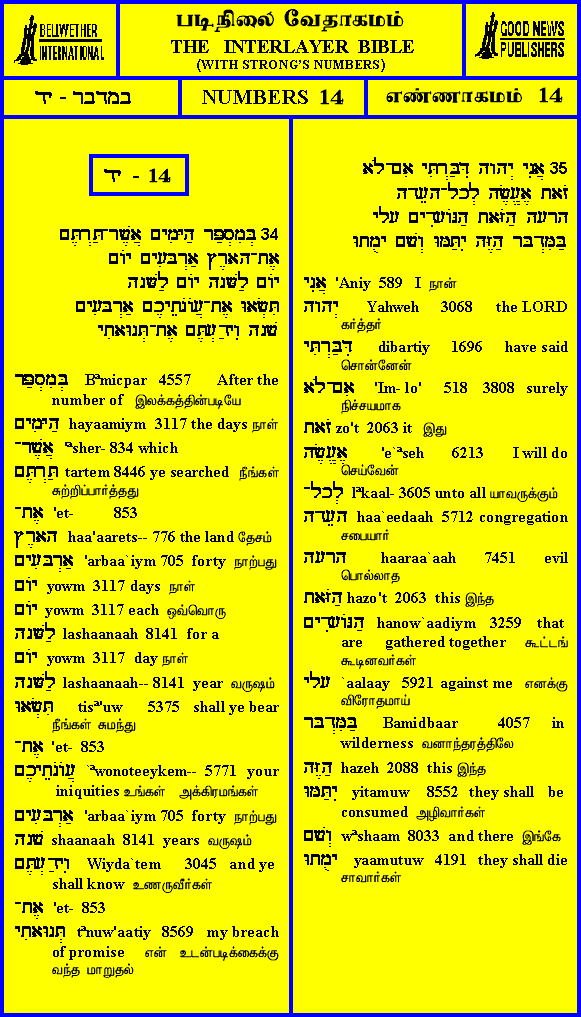 BELLWETHER
INTERNATIONAL
படிநிலை வேதாகமம்
THE INTERLAYER BIBLE
(WITH STRONG'S NUMBERS)
GOOD NEWS
PUBLISHERS
במדבר - יד
NUMBERS 14
எண்ணாகமம் 14
יד - 14
34 בְּמִסְפַּר הַיָּמִים אֲשֶׁר־תַּרְתֶּם
אֶת־הָאָרֶץ אַרְבָּעִים יוֹם
יוֹם לַשָּׁנָה יוֹם לַשָּׁנָה
תִּשְׂאוּ אֶת־עֲוֹנֹתֵיכֶם אַרְבָּעִים
שָׁנָה וִידַעְתֶּם אֶת־תְּנוּאָתִי
בְּמִסְפַּר Bªmicpar 4557 After the
number of இலக்கத்தின்படியே
הַיָּמִים hayaamiym 3117 the days நாள்
אֲשֶׁר־ ªsher- 834 which
תַּרְתֶּם tartem 8446 ye searched நீங்கள்
சுற்றிப்பார்த்தது
אֶת־ 'et- 853
הָאָרֶץ haa'aarets-- 776 the land தேசம்
אַרְבָּעִים 'arbaa`iym 705 forty நாற்பது
יוֹם yowm 3117 days நாள்
יוֹם yowm 3117 each ஒவ்வொரு
לַשָּׁנָה lashaanaah 8141 for a
יוֹם yowm 3117 day நாள்
לַשָּׁנָה lashaanaah-- 8141 year வருஷம்
תִּשְׂאוּ tisª'uw 5375 shall ye bear
நீங்கள் சுமந்து
אֶת־ 'et- 853
עֲוֹנֹתֵיכֶם `ªwonoteeykem-- 5771 your
iniquities உங்கள் அக்கிரமங்கள்
אַרְבָּעִים 'arbaa`iym 705 forty நாற்பது
שָׁנָה shaanaah 8141 years வருஷம்
וִידַעְתֶּם Wiyda`tem 3045 and ye
shall know உணருவீர்கள்
אֶת־ 'et- 853
תְּנוּאָתִי tªnuw'aatiy 8569 my breach
of promise என் உடன்படிக்கைக்கு
வந்த மாறுதல்
35 אֲנִי יְהוָה דִּבַּרְתִּי אִם־לֹא
זֹאת אֶעֱשֶׂה לְכָל־הָעֵדָה
הָרָעָה הַזֹּאת הַנּוֹעָדִים עָלָי
בַּמִּדְבָּר הַזֶּה יִתַּמּוּ וְשָׁם יָמֻתוּ
אֲנִי 'Aniy 589 I நான்
יְהוָה Yahweh 3068 the LORD
கர்த்தர்
דִּבַּרְתִּי dibartiy 1696 have said
சொன்னேன்
אִם־לֹא 'Im- lo' 518 3808 surely
நிச்சயமாக
זֹאת zo't 2063 it இது
אֶעֱשֶׂה 'e`ªseh 6213 I will do
செய்வேன்
לְכָל־ lªkaal- 3605 unto all யாவருக்கும்
הָעֵדָה haa`eedaah 5712 congregation
சபையார்
הָרָעָה haaraa`aah 7451 evil
பொல்லாத
הַזֹּאת hazo't 2063 this இந்த
הַנּוֹעָדִים hanow`aadiym 3259 that
are gathered together கூட்டங்
கூடினவர்கள்
עָלָי `aalaay 5921 against me எனக்கு
விரோதமாய்
בַּמִּדְבָּר Bamidbaar 4057 in
wilderness வனாந்தரத்திலே
הַזֶּה hazeh 2088 this இந்த
יִתַּמּוּ yitamuw 8552 they shall be
consumed அழிவார்கள்
וְשָׁם wªshaam 8033 and there இங்கே
יָמֻתוּ yaamutuw 4191 they shall die
சாவார்கள்